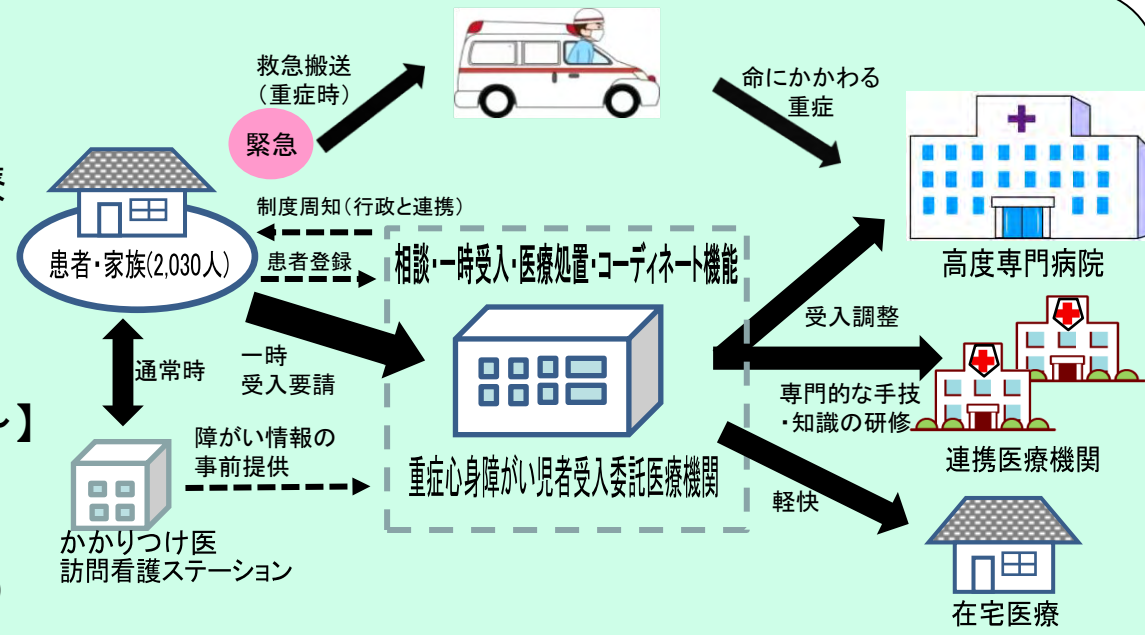 救急搬送
（重症時）
緊急
命にかかわる
重症
制度周知（行政と連携）
患者・家族(2,030人)
患者登録
相談・一時受入・医療処置・コーディネート機能
高度専門病院
受入調整
一時
受入要請
通常時
専門的な手技
・知識の研修
】
障がい情報の
事前提供
重症心身障がい児者受入委託医療機関
連携医療機関
軽快
かかりつけ医
訪問看護ステーション
在宅医療